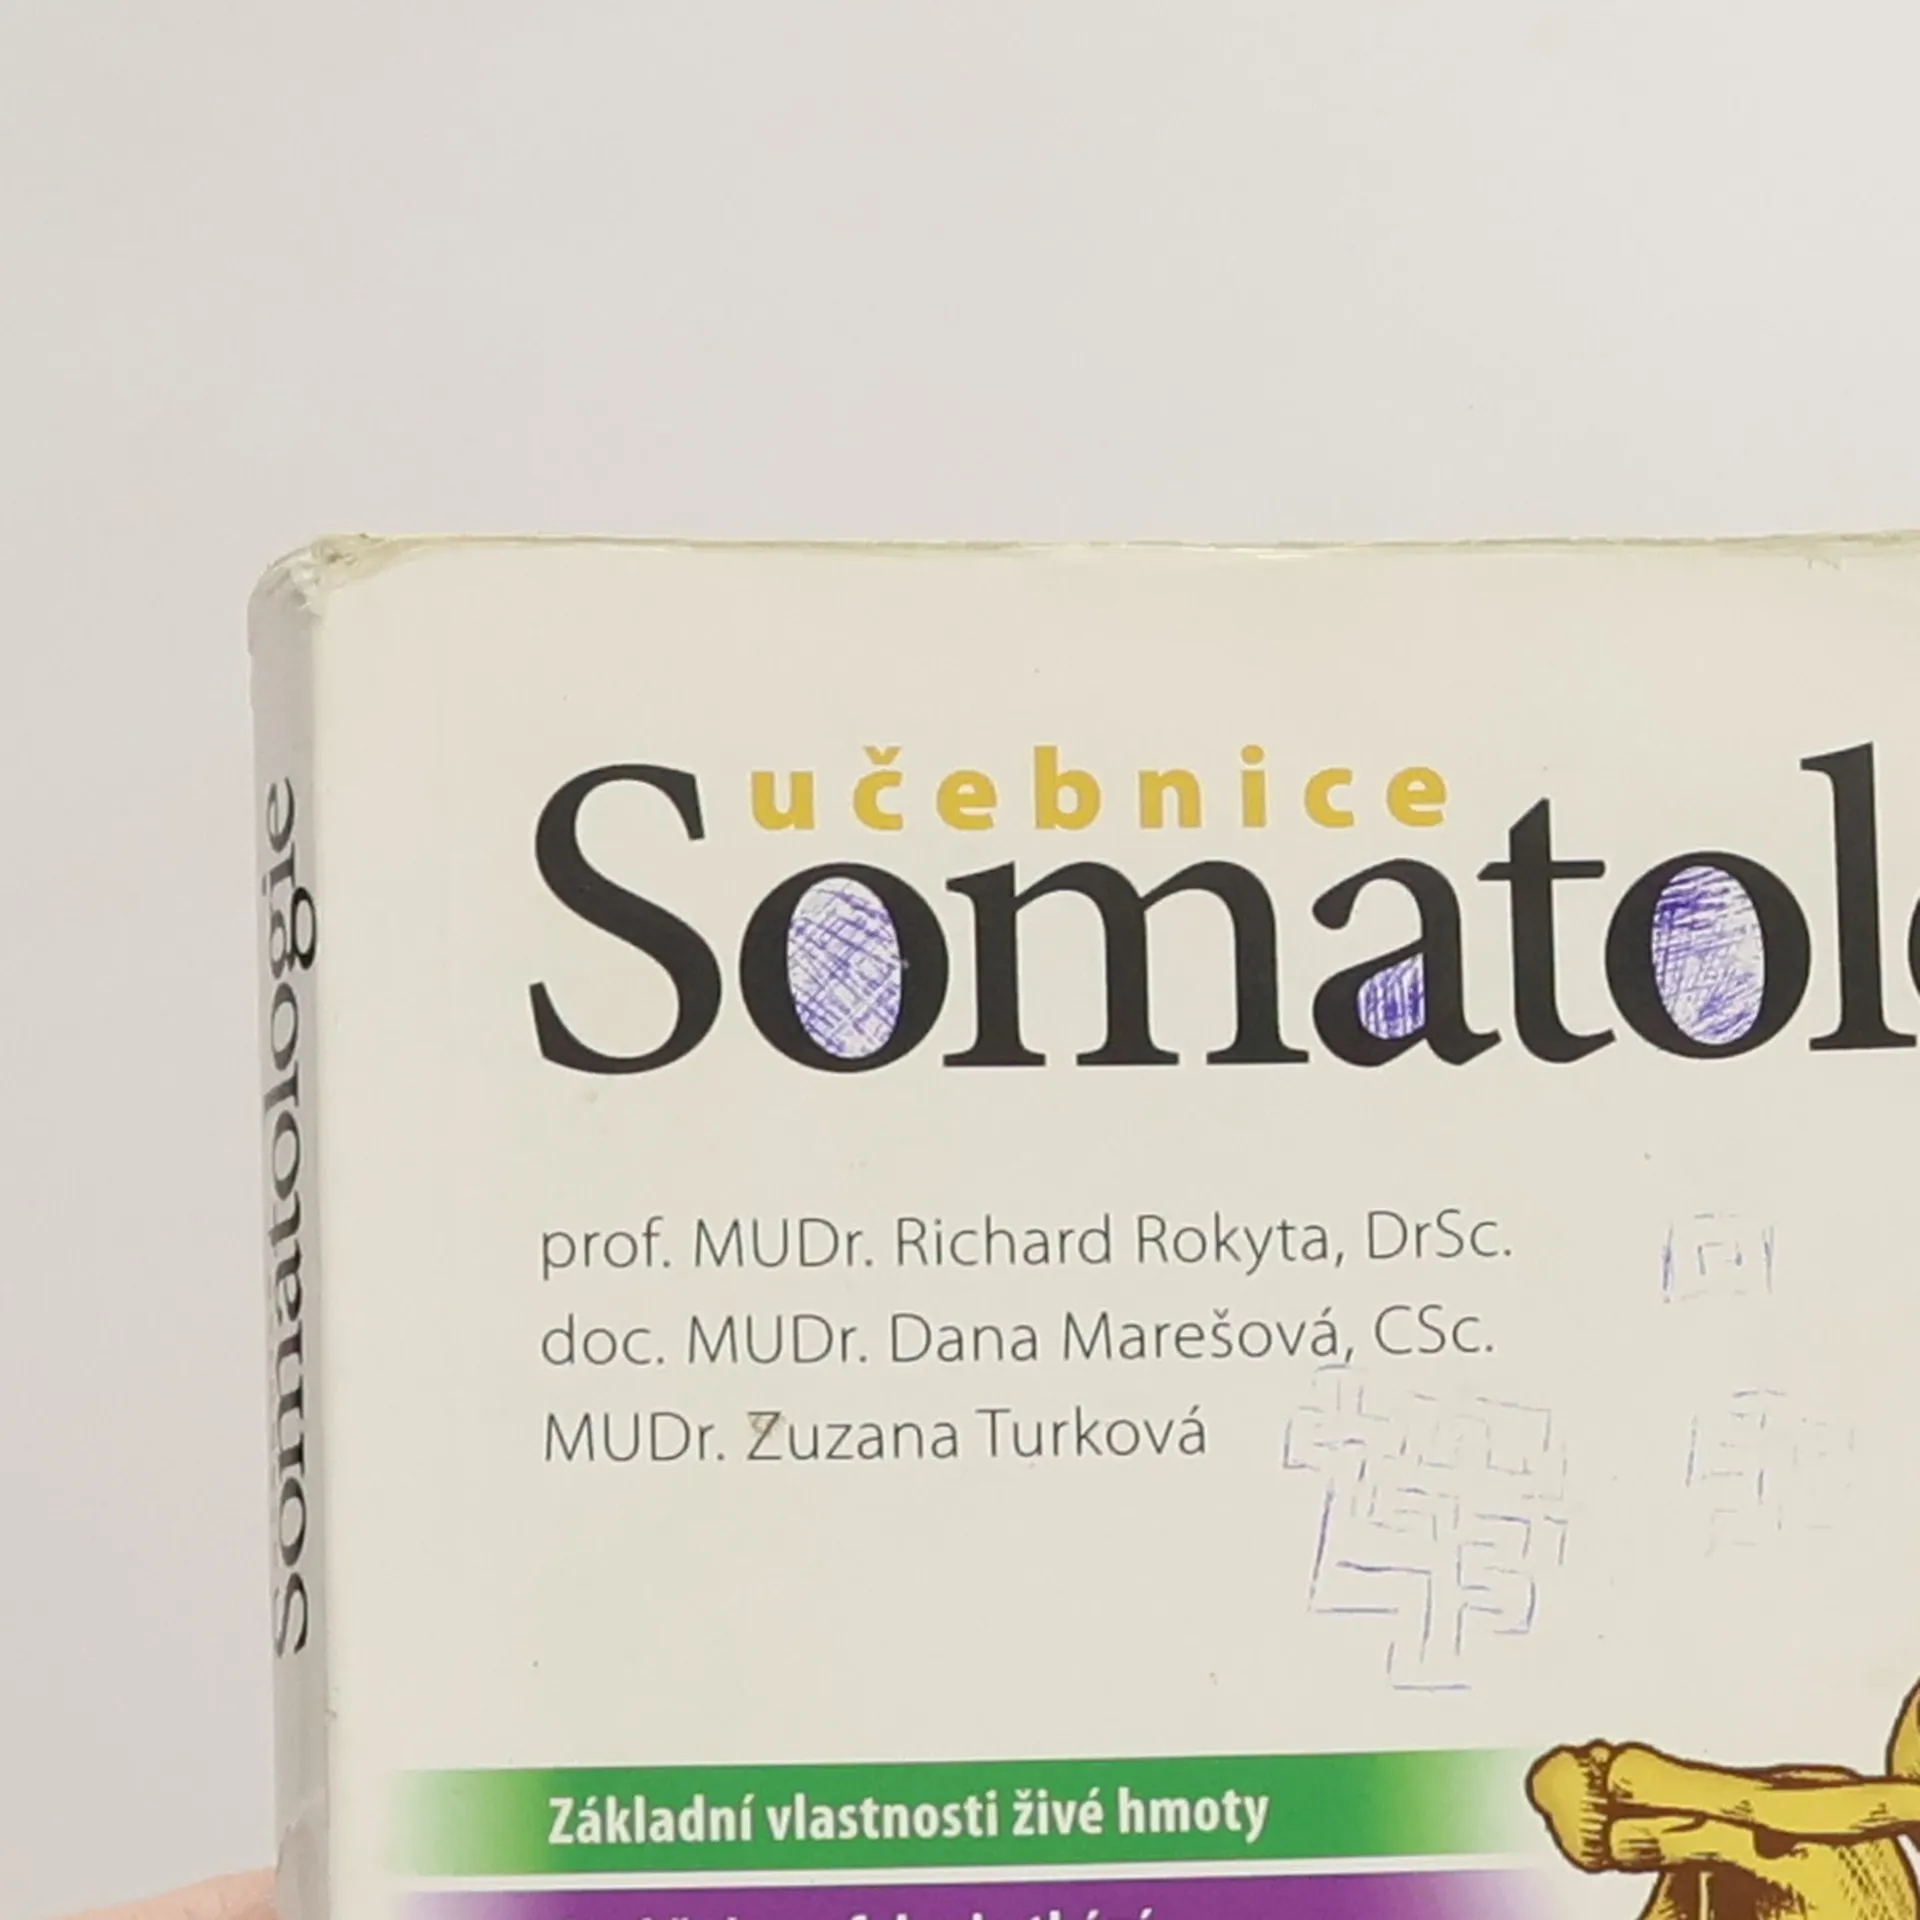 učebnice
Somatol
prof. MUDr. Richard Rokyta, DrSc.
doc. MUDr. Dana Marešová, CSc.
MUDr. Zuzana Turková
Základní vlastnosti živé hmoty
Somatologie